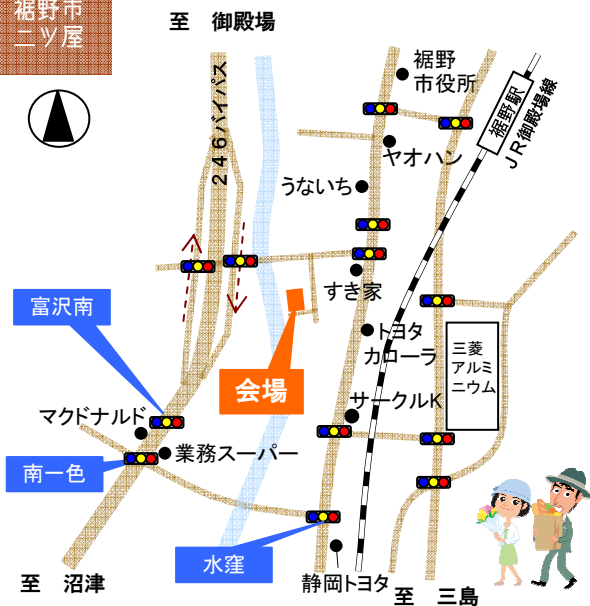 裾野市
二ツ屋
至 御殿場
246バイパス
裾野
市役所
裾野駅
JR御殿場線
ヤオハン
うないち
すき家
トヨタ
カローラ
三菱
アルミ
ニウム
富沢南
会場
サークルK
マクドナルド
業務スーパー
南一色
水窪
静岡トヨタ
至 沼津
至 三島